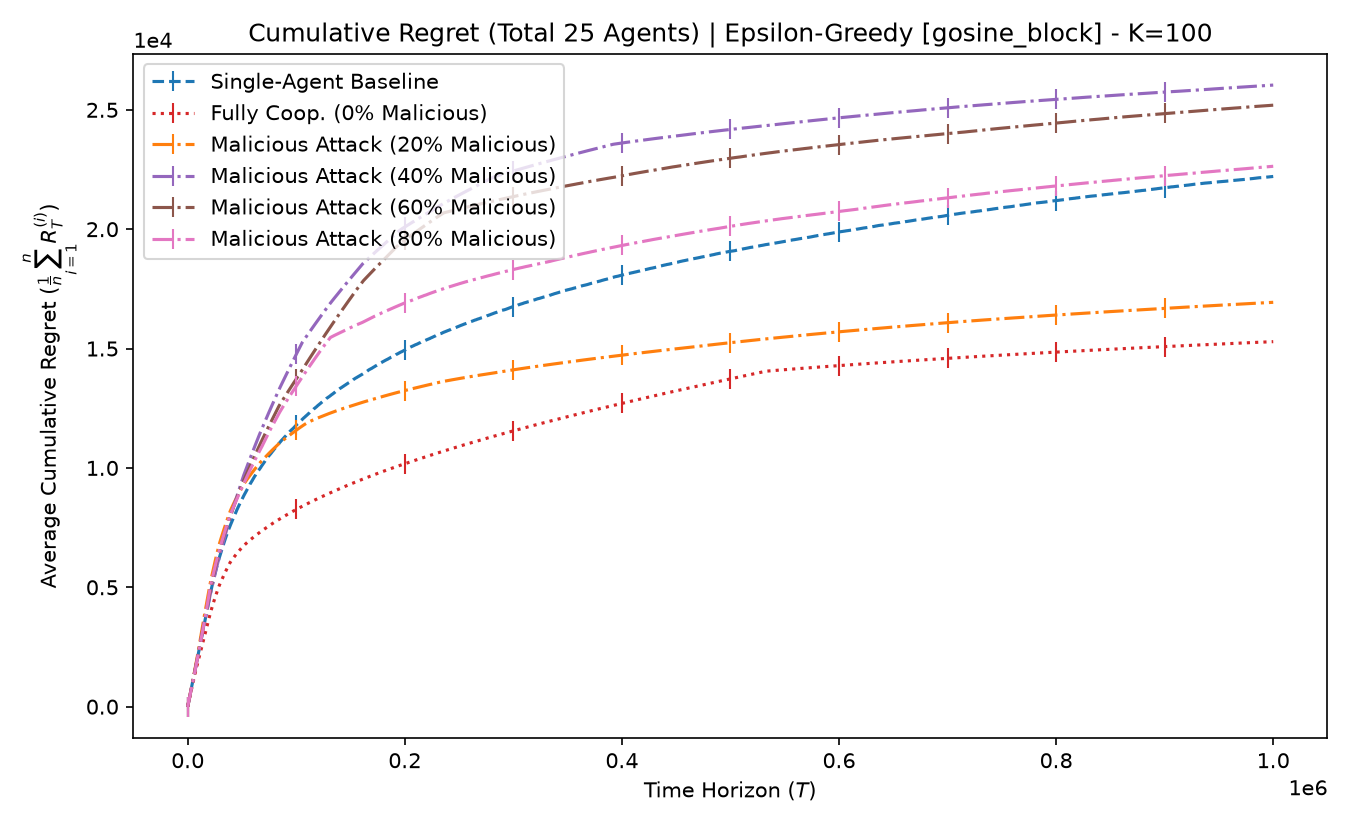 Cumulative Regret (Total 25 Agents) | Epsilon-Greedy [gosine_block] - K=100
1e4
Single-Agent Baseline
Fully Coop. (0% Malicious)
Malicious Attack (20% Malicious)
Malicious Attack (40% Malicious)
Malicious Attack (60% Malicious)
Malicious Attack (80% Malicious)
Average Cumulative Regret ($\frac{1}{n}\sum_{i=1}^{n} R_T^{(i)}$)
2.5
2.0
1.5
1.0
0.5
0.0
0.0 0.2 0.4 0.6 0.8 1.0
1e6
Time Horizon (T)